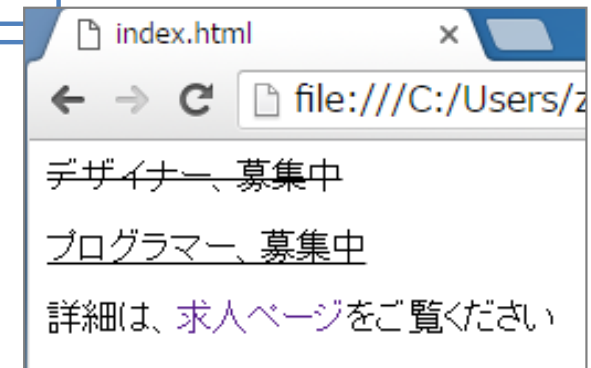 index.html
file:///C:/Users/z
デザイナー、募集中
プログラマー、募集中
詳細は、求人ページをご覧ください